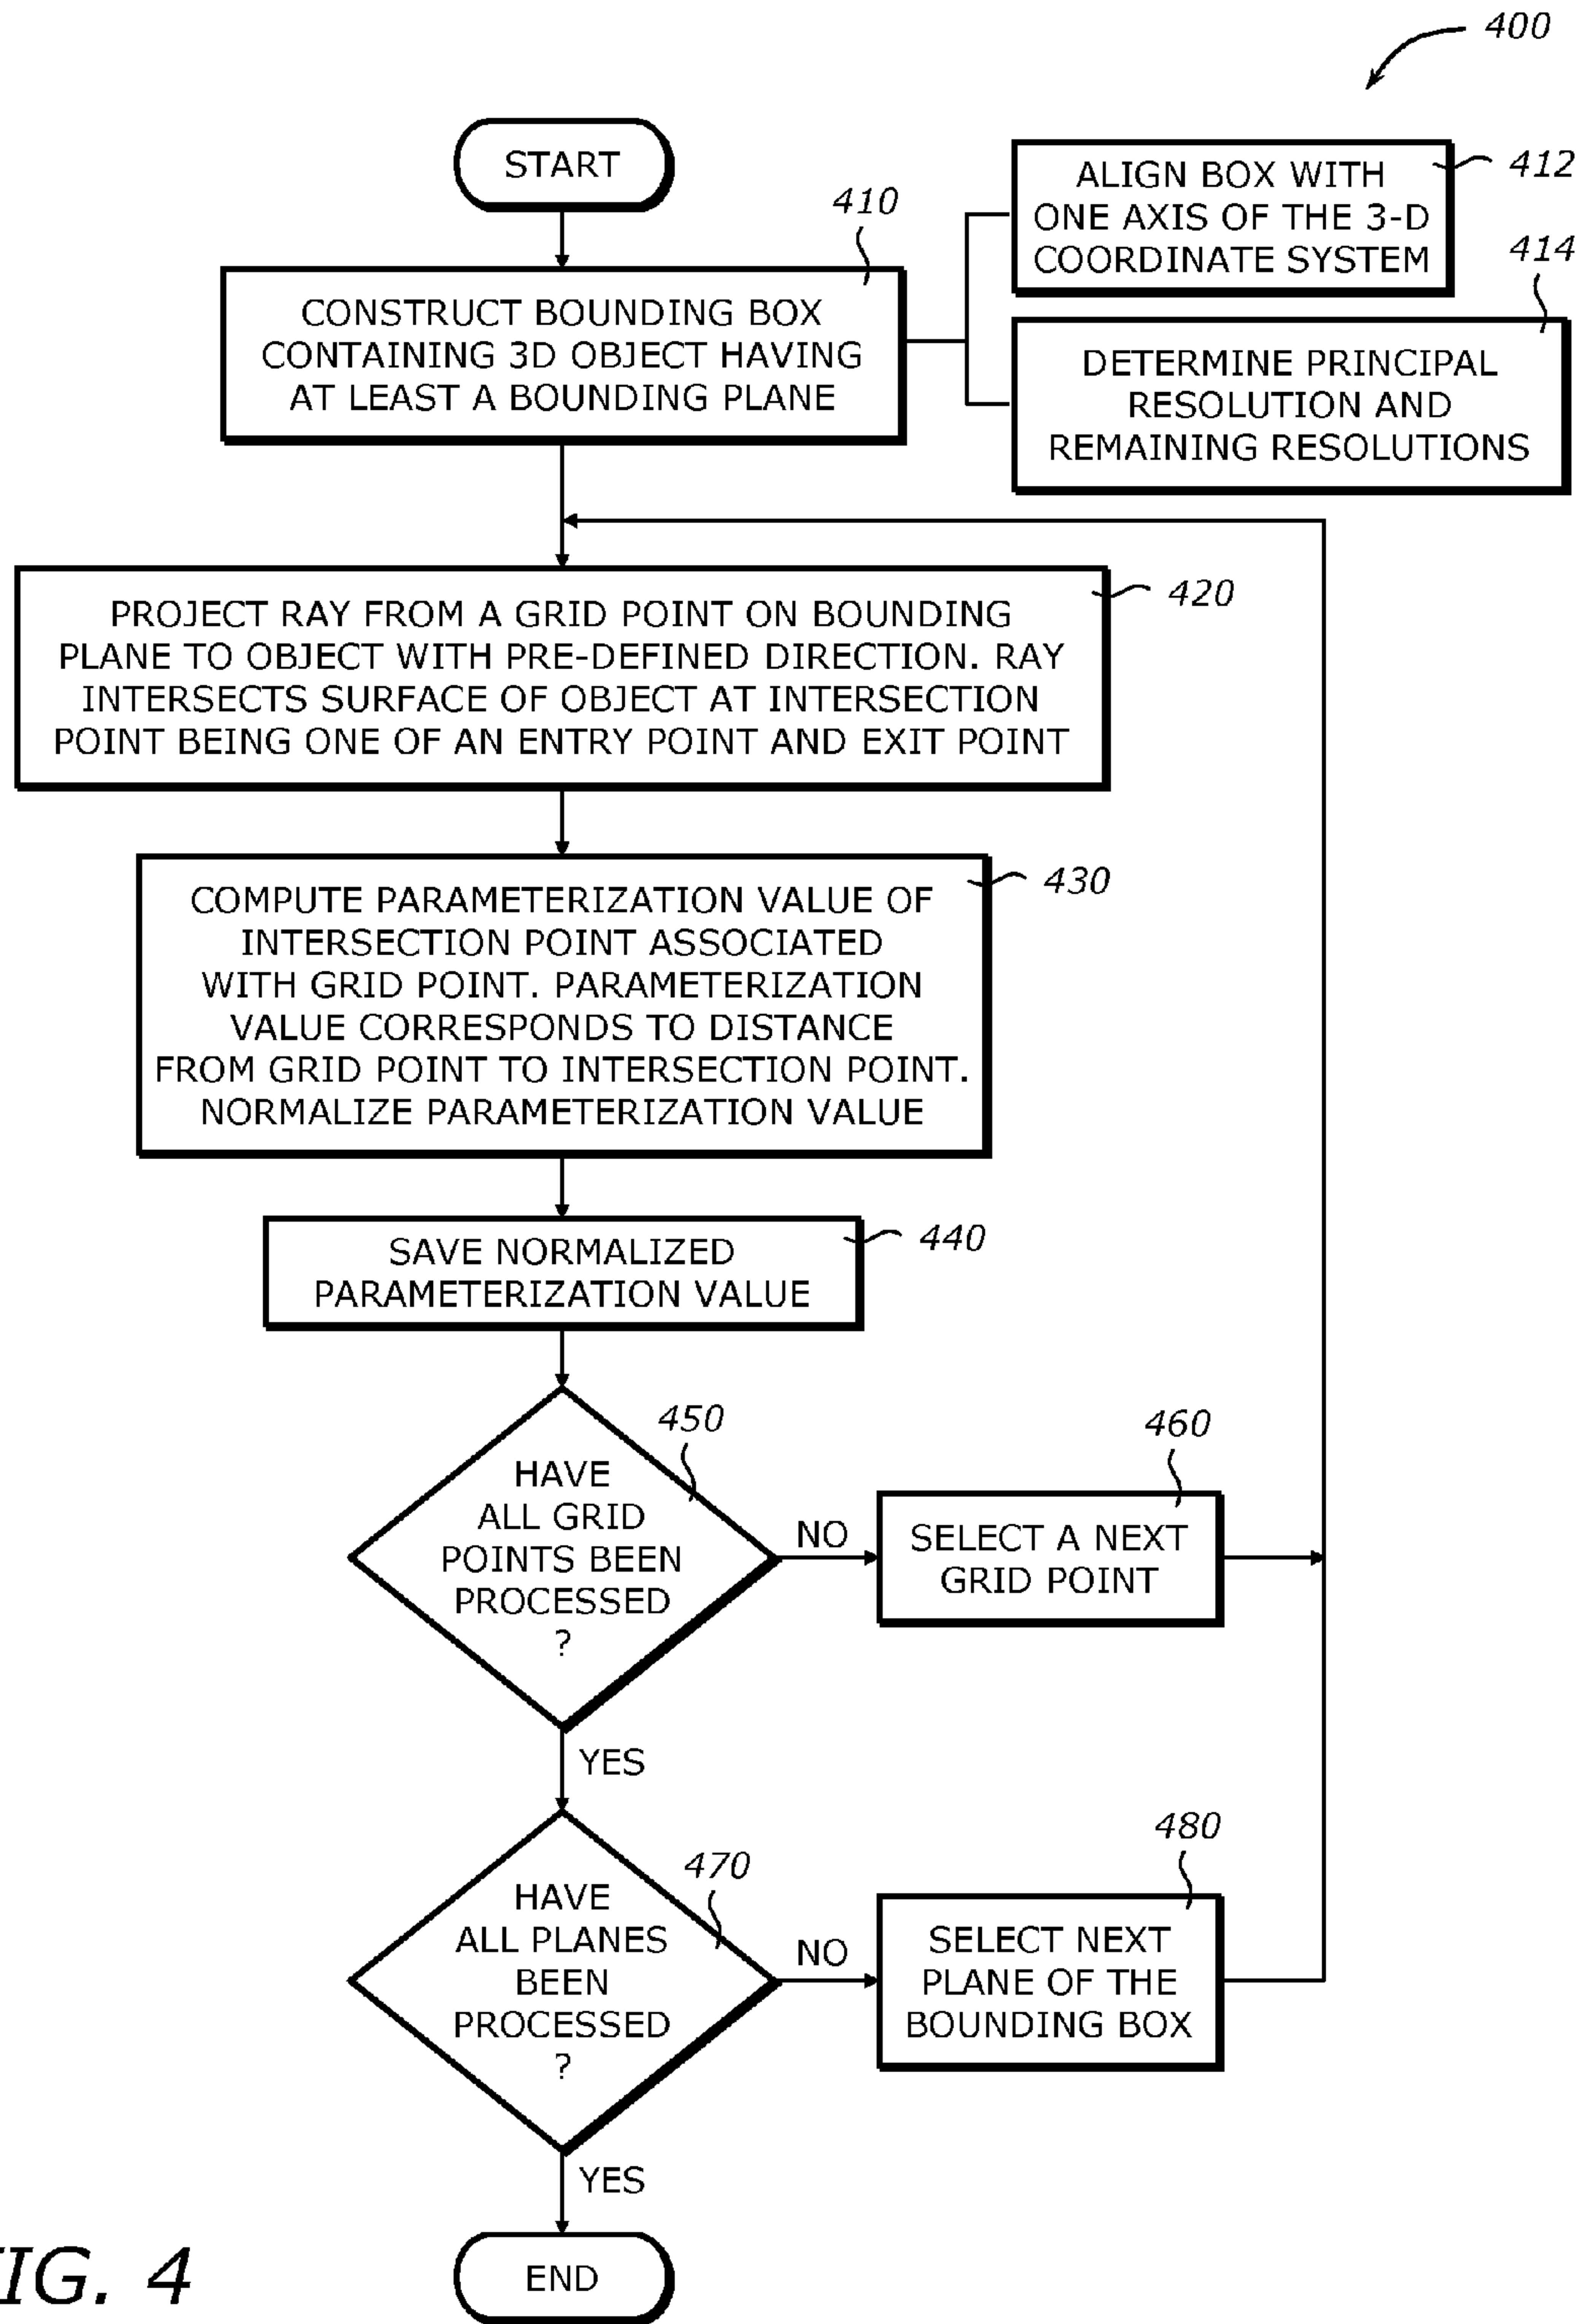 400
START
410
CONSTRUCT BOUNDING BOX
CONTAINING 3D OBJECT HAVING
AT LEAST A BOUNDING PLANE
412
ALIGN BOX WITH
ONE AXIS OF THE 3-D
COORDINATE SYSTEM
414
DETERMINE PRINCIPAL
RESOLUTION AND
REMAINING RESOLUTIONS
420
PROJECT RAY FROM A GRID POINT ON BOUNDING
PLANE TO OBJECT WITH PRE-DEFINED DIRECTION. RAY
INTERSECTS SURFACE OF OBJECT AT INTERSECTION
POINT BEING ONE OF AN ENTRY POINT AND EXIT POINT
430
COMPUTE PARAMETERIZATION VALUE OF
INTERSECTION POINT ASSOCIATED
WITH GRID POINT. PARAMETERIZATION
VALUE CORRESPONDS TO DISTANCE
FROM GRID POINT TO INTERSECTION POINT.
NORMALIZE PARAMETERIZATION VALUE
440
SAVE NORMALIZED
PARAMETERIZATION VALUE
450
HAVE
ALL GRID
POINTS BEEN
PROCESSED
?
NO
460
SELECT A NEXT
GRID POINT
YES
470
HAVE
ALL PLANES
BEEN
PROCESSED
?
NO
480
SELECT NEXT
PLANE OF THE
BOUNDING BOX
YES
END
IG. 4